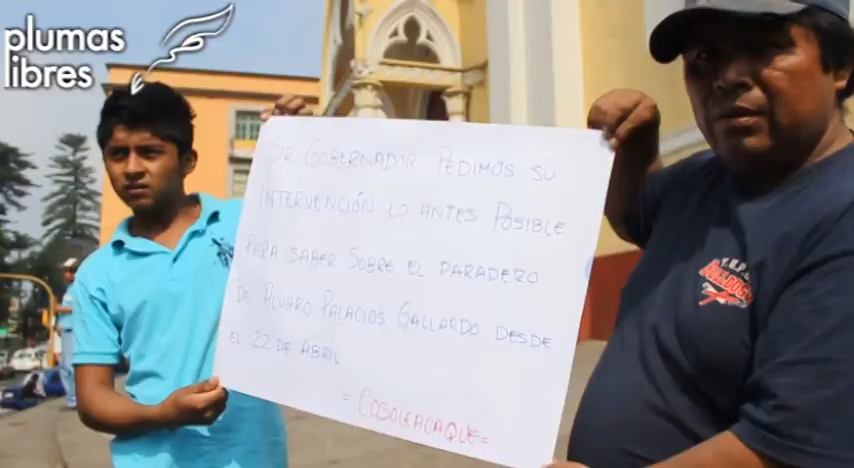 plumas
libres
SR. GOBERNADOR PEDIMOS SU
INTERVENCIÓN LO ANTES POSIBLE
PARA SABER SOBRE EL PARADERO
DE ALVARO PALACIOS GALLARDO DESDE
EL 22 DE ABRIL
= COSOLEACAQUE =
BULLDOGS